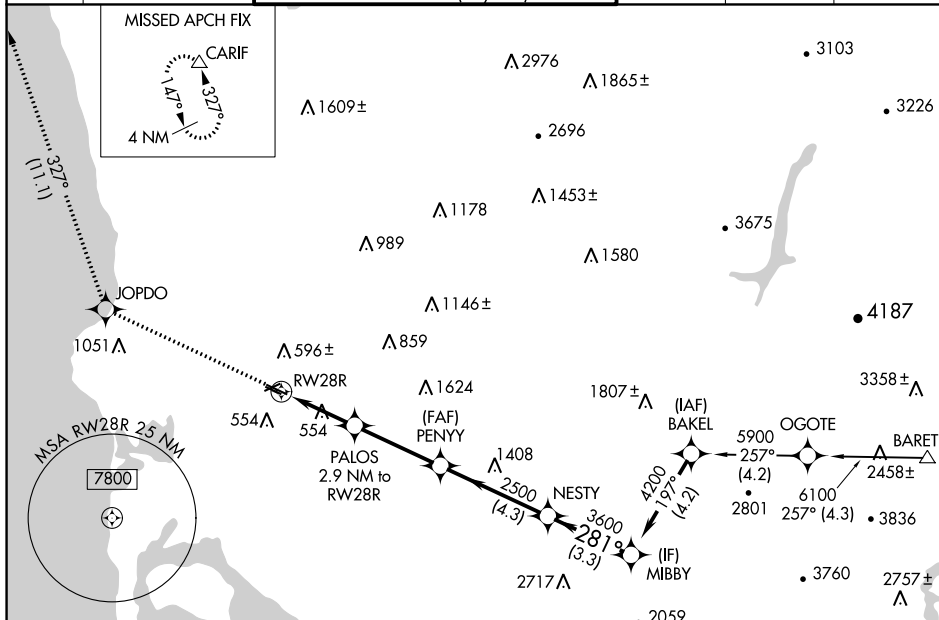 MISSED APCH FIX
CARIF
147°
327°
4 NM
2976
1865±
3103
1609±
2696
3226
327°
(11.1)
1453±
1178
3675
989
1580
JOPDO
1146±
4187
1051
859
596±
RW28R
1624
3358±
1807±
(FAF)
PENYY
(IAF)
BAKEL
OGOTE
BARET
554
554
5900
257°
(4.2)
2458±
MSA RW28R 25 NM
7800
PALOS
2.9 NM to
RW28R
1408
2500
(4.3)
NESTY
4200
197°
(4.2)
2801
6100
257° (4.3)
3836
3600
281°
(3.3)
(IF)
MIBBY
2717
3760
2757±
2059